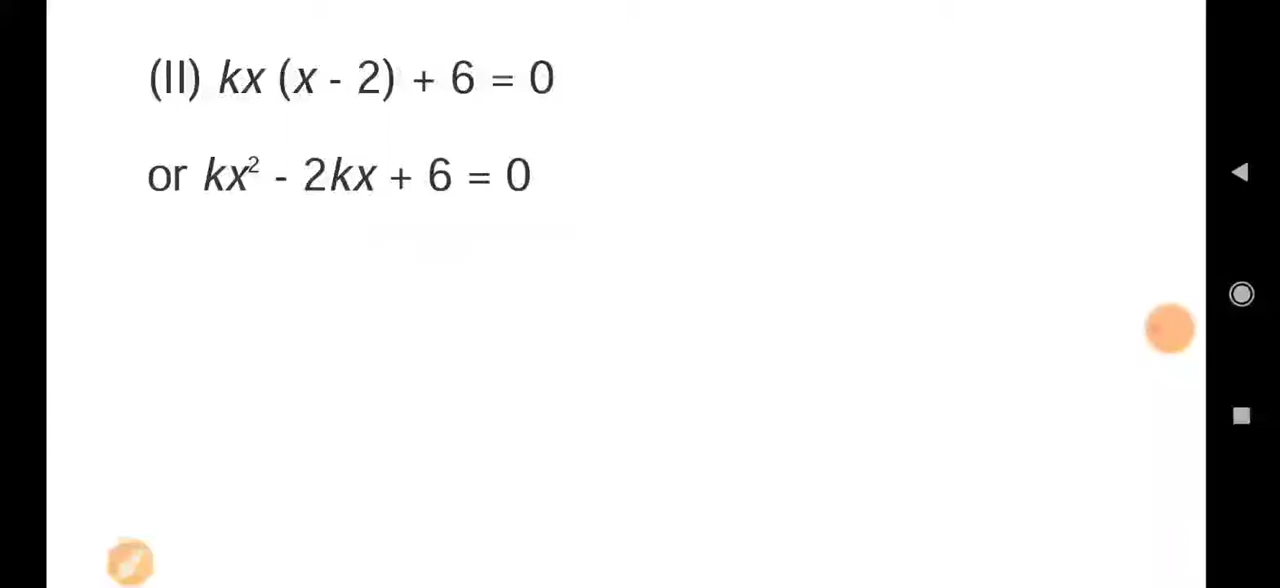 (II) kx (x - 2) + 6 = 0
or kx² - 2kx + 6 = 0